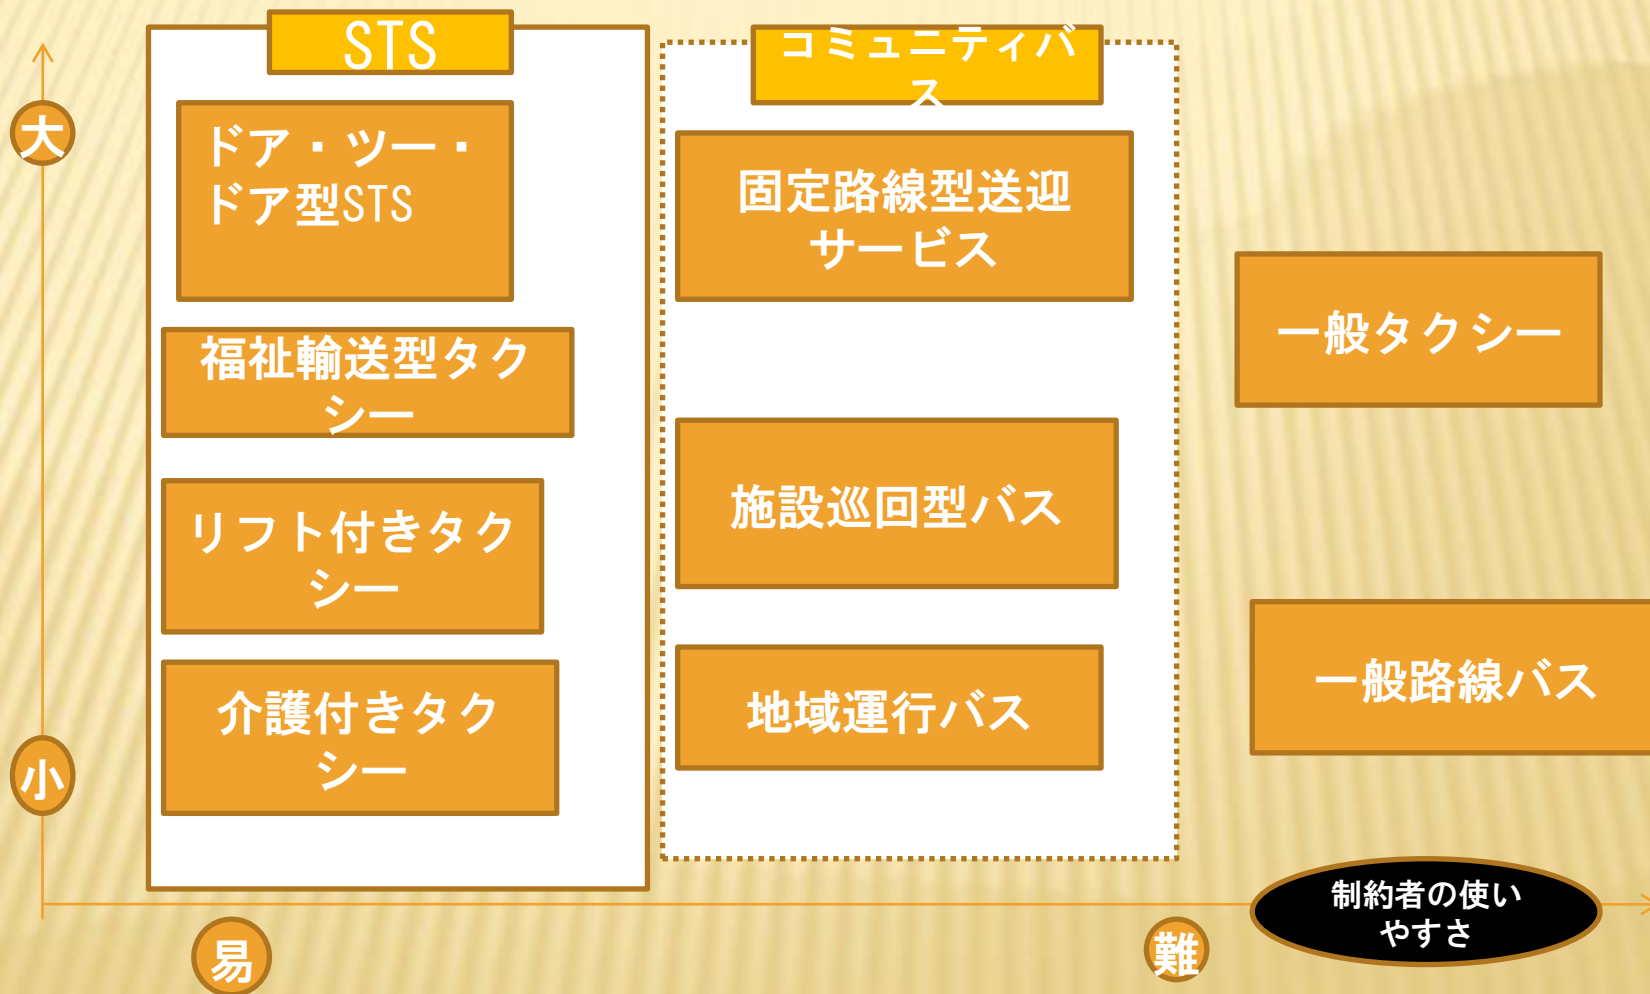 STS
ドア・ツー・
ドア型STS
福祉輸送型タク
シー
リフト付きタク
シー
介護付きタク
シー
コミュニティバ
ス
固定路線型送迎
サービス
施設巡回型バス
地域運行バス
一般タクシー
一般路線バス
大
小
易
難
制約者の使い
やすさ